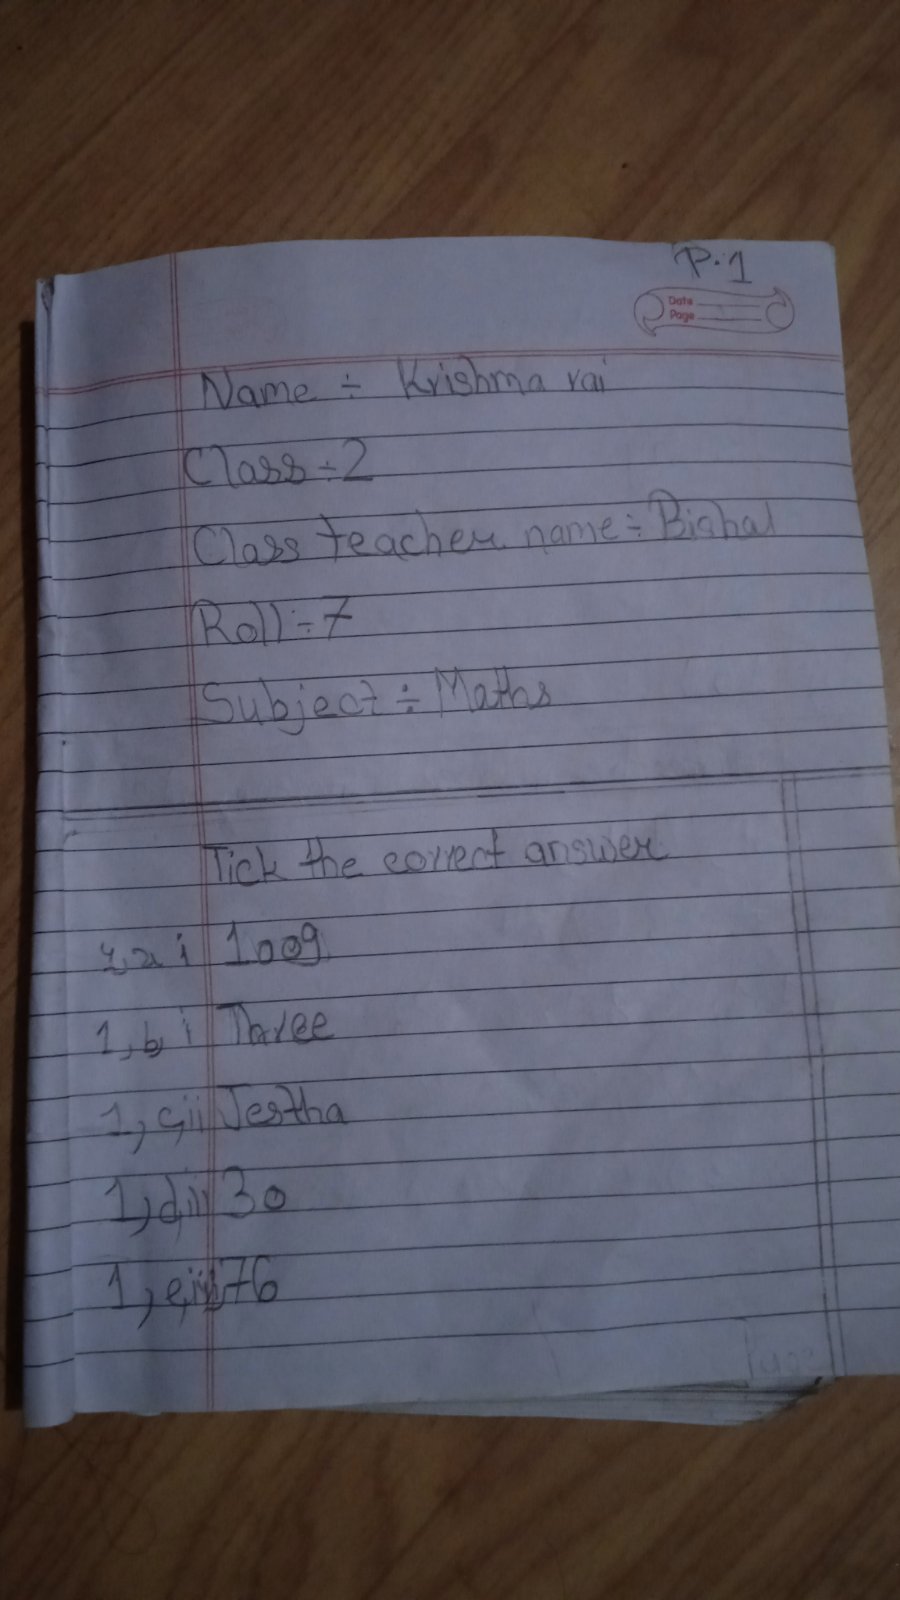 P.1
Date
Page
Name ÷ Krishma rai
Class ÷ 2
Class teacher name ÷ Bishal
Roll ÷ 7
Subject ÷ Maths
Tick the correct answer
1, a i 1009
1, b, i Three
1, c, ii Jestha
1, d, ii 30
1, e, iii 76